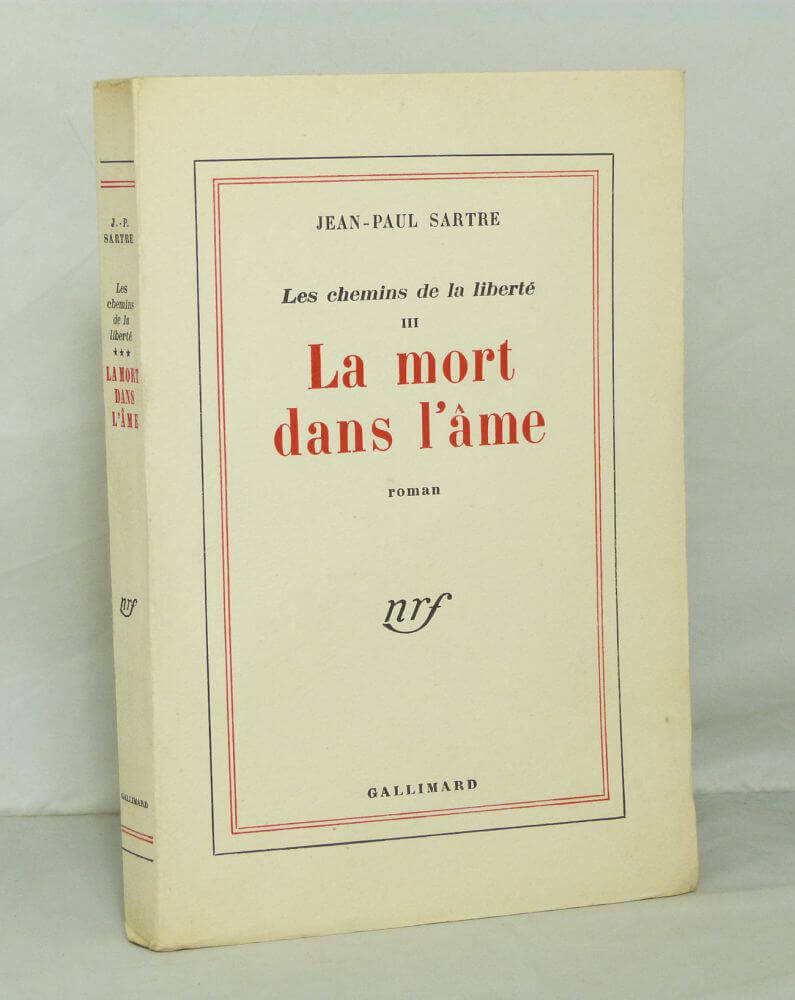 J.-P.
SARTRE
Les
chemins
de la
liberté
***
LA MORT
DANS
L'ÂME
nrf
GALLIMARD
JEAN-PAUL SARTRE
Les chemins de la liberté
III
La mort
dans l'âme
roman
nrf
GALLIMARD